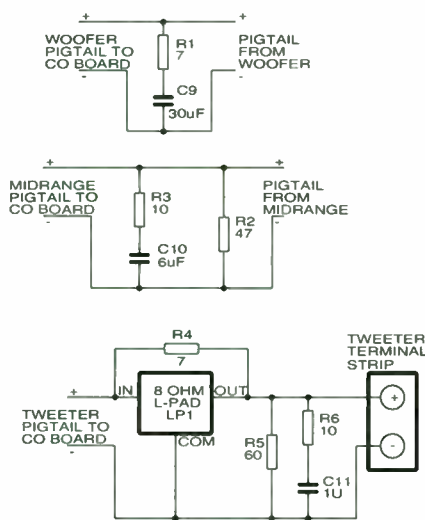 +
+
WOOFER
PIGTAIL TO
CO BOARD
-
R1
7
C9
30uF
PIGTAIL
FROM
WOOFER
-
+
+
MIDRANGE
PIGTAIL TO
CO BOARD
-
R3
10
C10
6uF
R2
47
PIGTAIL
FROM
MIDRANGE
-
R4
7
+
IN
8 OHM
L-PAD
LP1
OUT
COM
TWEETER
PIGTAIL TO
CO BOARD
-
R5
60
R6
10
C11
1U
TWEETER
TERMINAL
STRIP
+
-